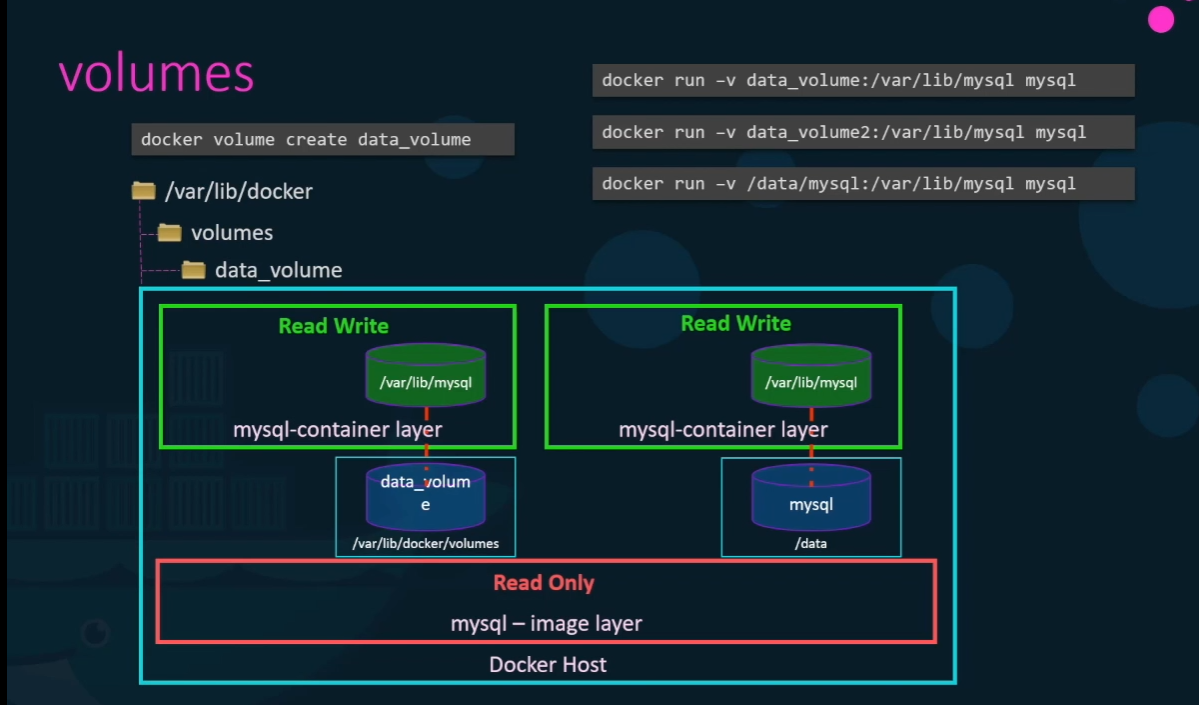 volumes
docker volume create data_volume
/var/lib/docker
volumes
data_volume
docker run –v data_volume:/var/lib/mysql mysql
docker run –v data_volume2:/var/lib/mysql mysql
docker run –v /data/mysql:/var/lib/mysql mysql
Read Write
/var/lib/mysql
mysql-container layer
data_volum
e
/var/lib/docker/volumes
Read Write
/var/lib/mysql
mysql-container layer
mysql
/data
Read Only
mysql – image layer
Docker Host